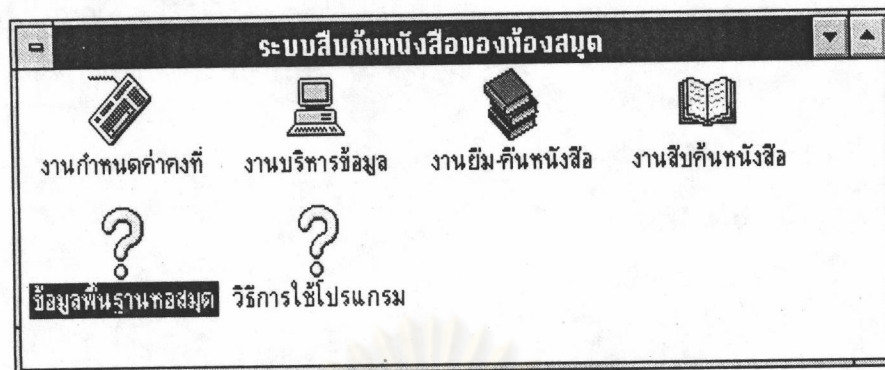 ระบบสืบค้นหนังสือของห้องสมุด
งานกำหนดค่าคงที่ งานบริหารข้อมูล งานยืม-คืนหนังสือ งานสืบค้นหนังสือ
ข้อมูลพื้นฐานหอสมุด วิธีการใช้โปรแกรม